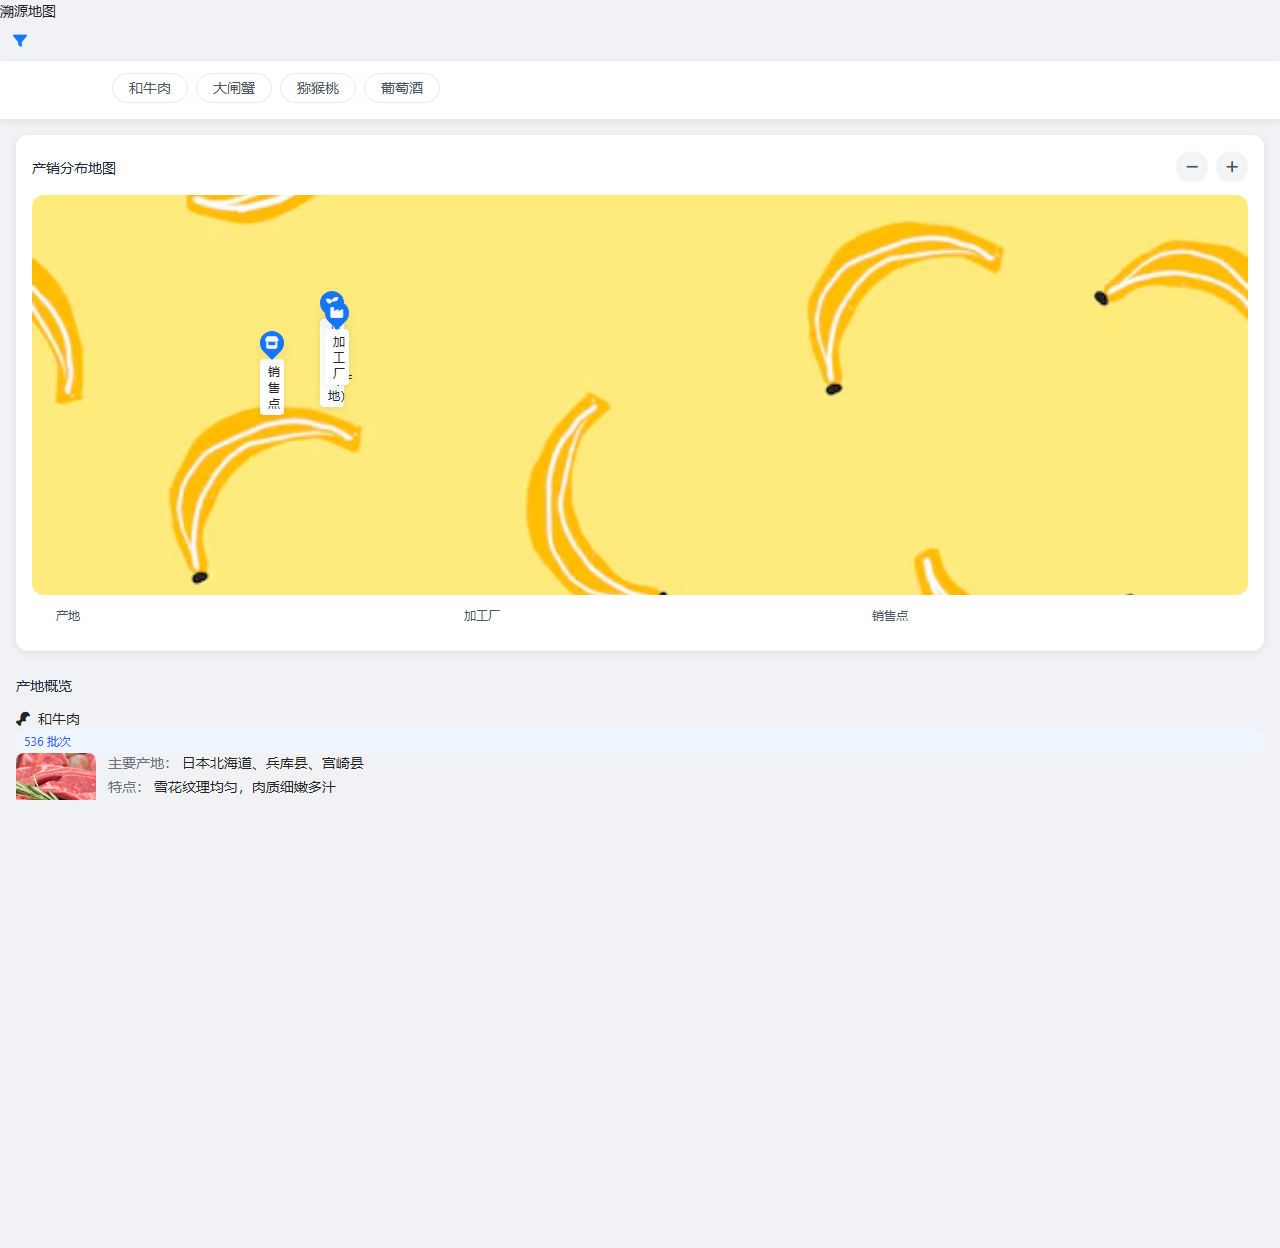 溯源地图
和牛肉 大闸蟹 猕猴桃 葡萄酒
产销分布地图
加工厂
地）
销售点
产地 加工厂 销售点
产地概览
和牛肉
536 批次
主要产地： 日本北海道、兵库县、宫崎县
特点： 雪花纹理均匀，肉质细嫩多汁